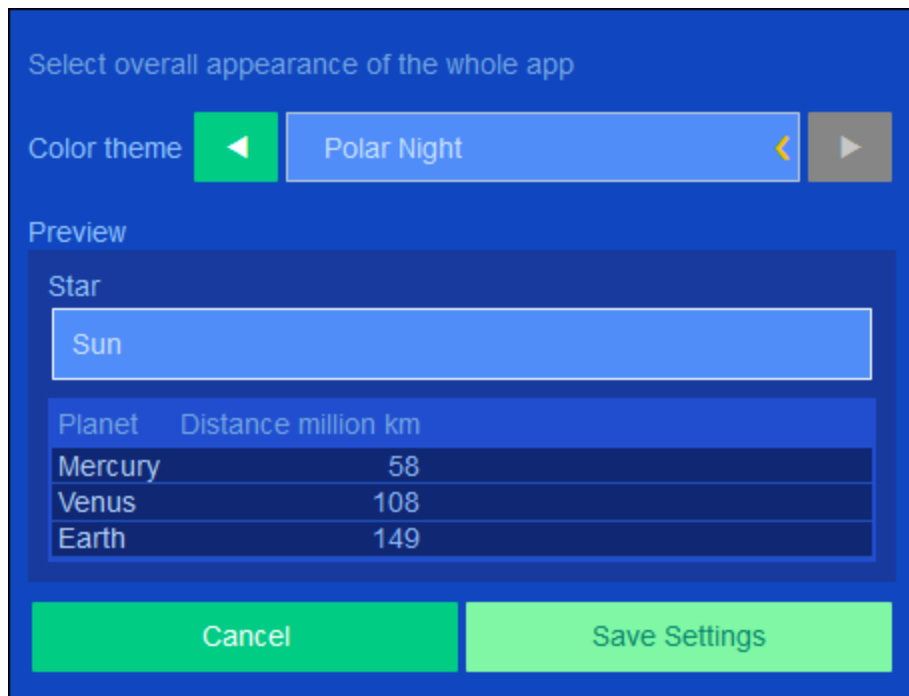 Select overall appearance of the whole app
Color theme Polar Night
Preview
Star
Sun
Planet Distance million km
Mercury 58
Venus 108
Earth 149
Cancel Save Settings